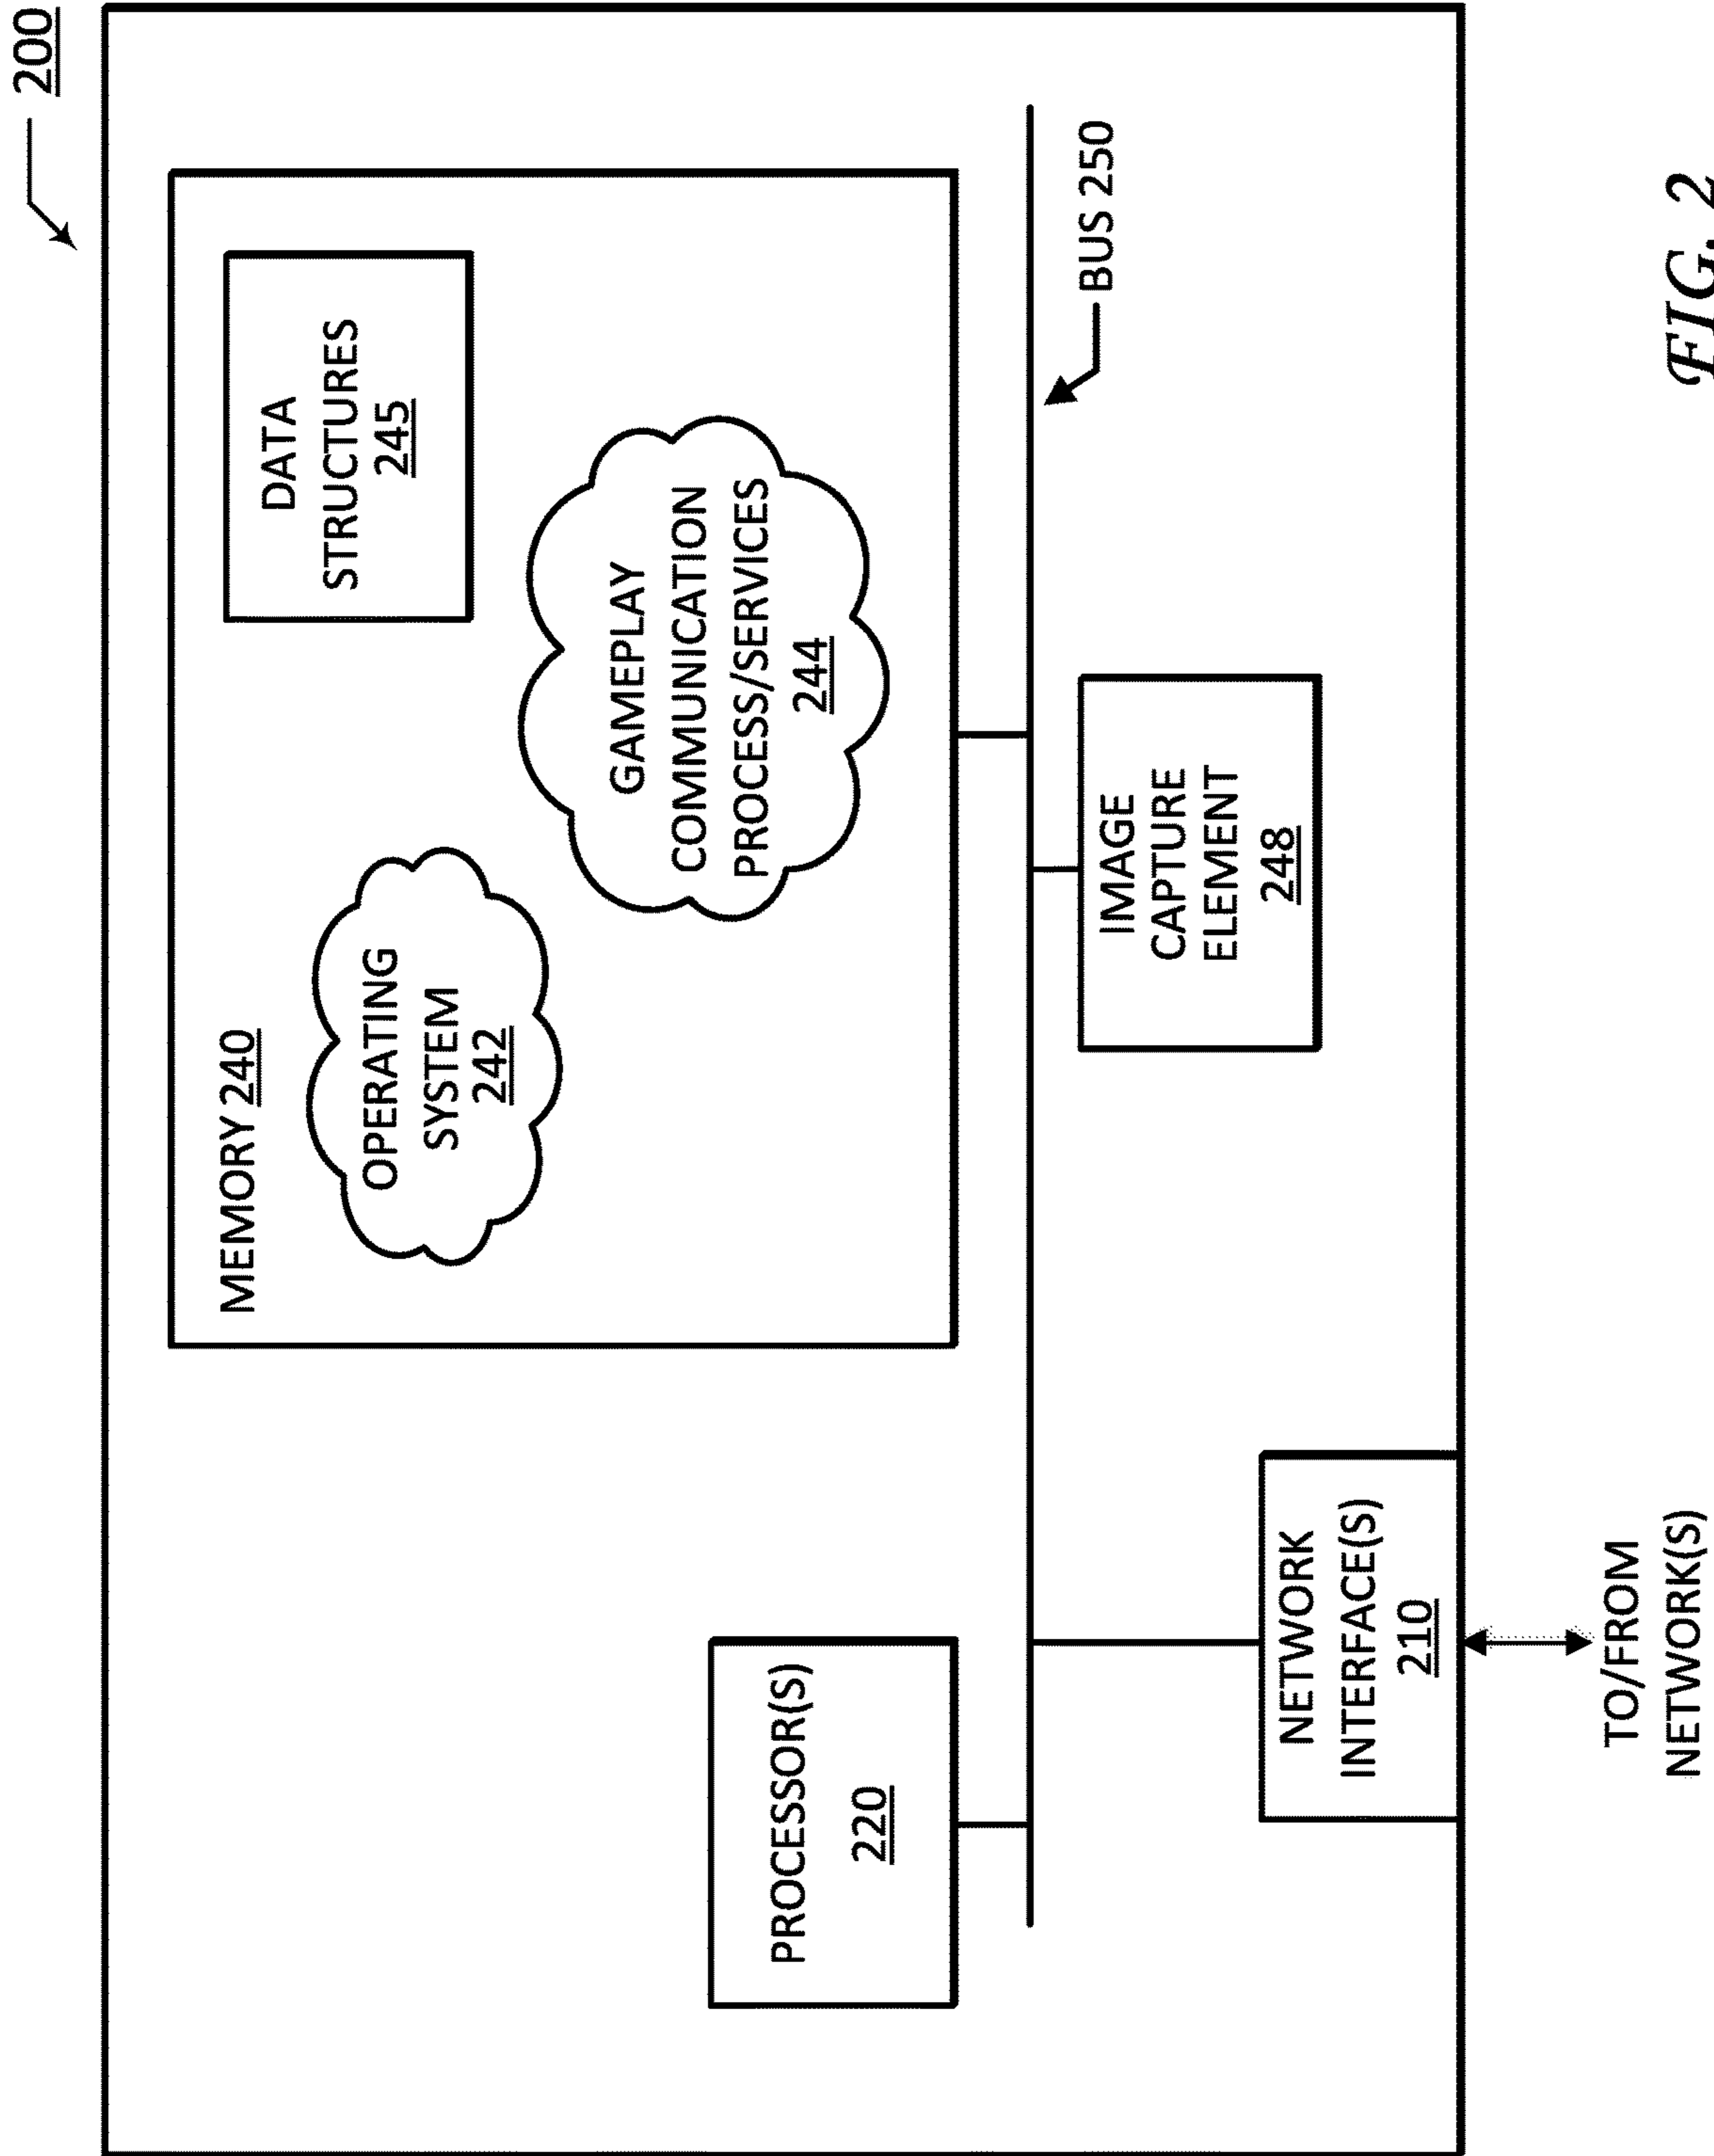 200
MEMORY 240
OPERATING
SYSTEM
242
DATA
STRUCTURES
245
GAMEPLAY
COMMUNICATION
PROCESS/SERVICES
244
PROCESSOR(S)
220
BUS 250
IMAGE
CAPTURE
ELEMENT
248
NETWORK
INTERFACE(S)
210
TO/FROM
NETWORK(S)
FIG. 2